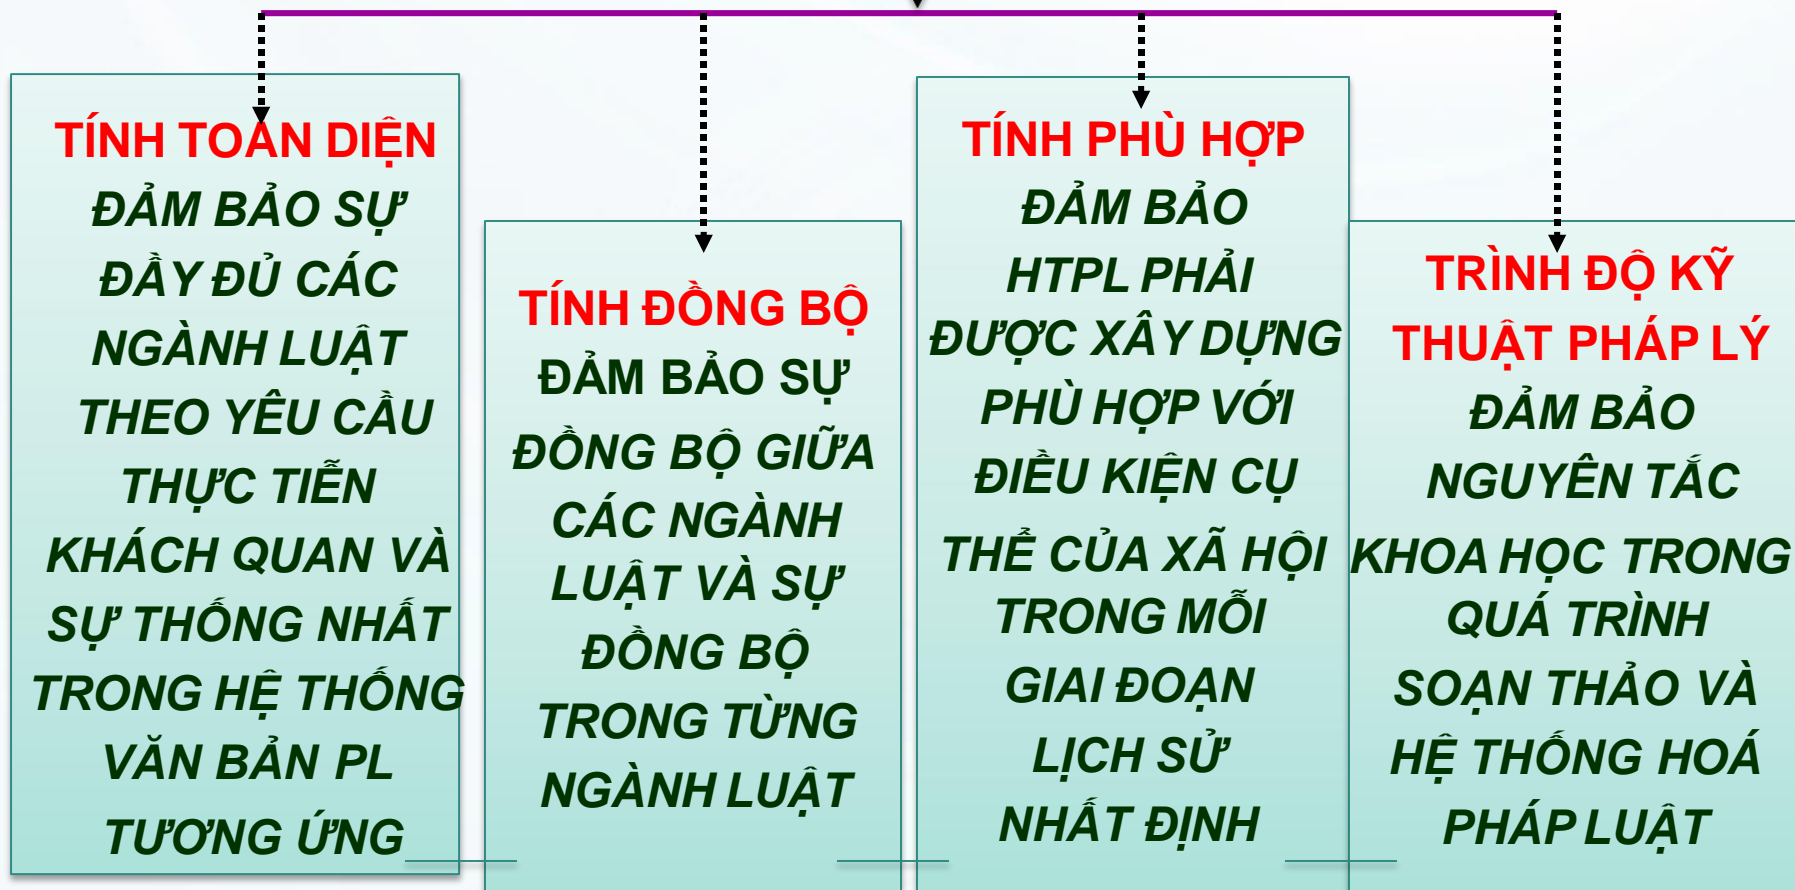 TÍNH TOÀN DIỆN
ĐẢM BẢO SỰ
ĐẦY ĐỦ CÁC
NGÀNH LUẬT
THEO YÊU CẦU
THỰC TIỄN
KHÁCH QUAN VÀ
SỰ THỐNG NHẤT
TRONG HỆ THỐNG
VĂN BẢN PL
TƯƠNG ỨNG
TÍNH ĐỒNG BỘ
ĐẢM BẢO SỰ
ĐỒNG BỘ GIỮA
CÁC NGÀNH
LUẬT VÀ SỰ
ĐỒNG BỘ
TRONG TỪNG
NGÀNH LUẬT
TÍNH PHÙ HỢP
ĐẢM BẢO
HTPL PHẢI
ĐƯỢC XÂY DỰNG
PHÙ HỢP VỚI
ĐIỀU KIỆN CỤ
THỂ CỦA XÃ HỘI
TRONG MỖI
GIAI ĐOẠN
LỊCH SỬ
NHẤT ĐỊNH
TRÌNH ĐỘ KỸ
THUẬT PHÁP LÝ
ĐẢM BẢO
NGUYÊN TẮC
KHOA HỌC TRONG
QUÁ TRÌNH
SOẠN THẢO VÀ
HỆ THỐNG HOÁ
PHÁP LUẬT